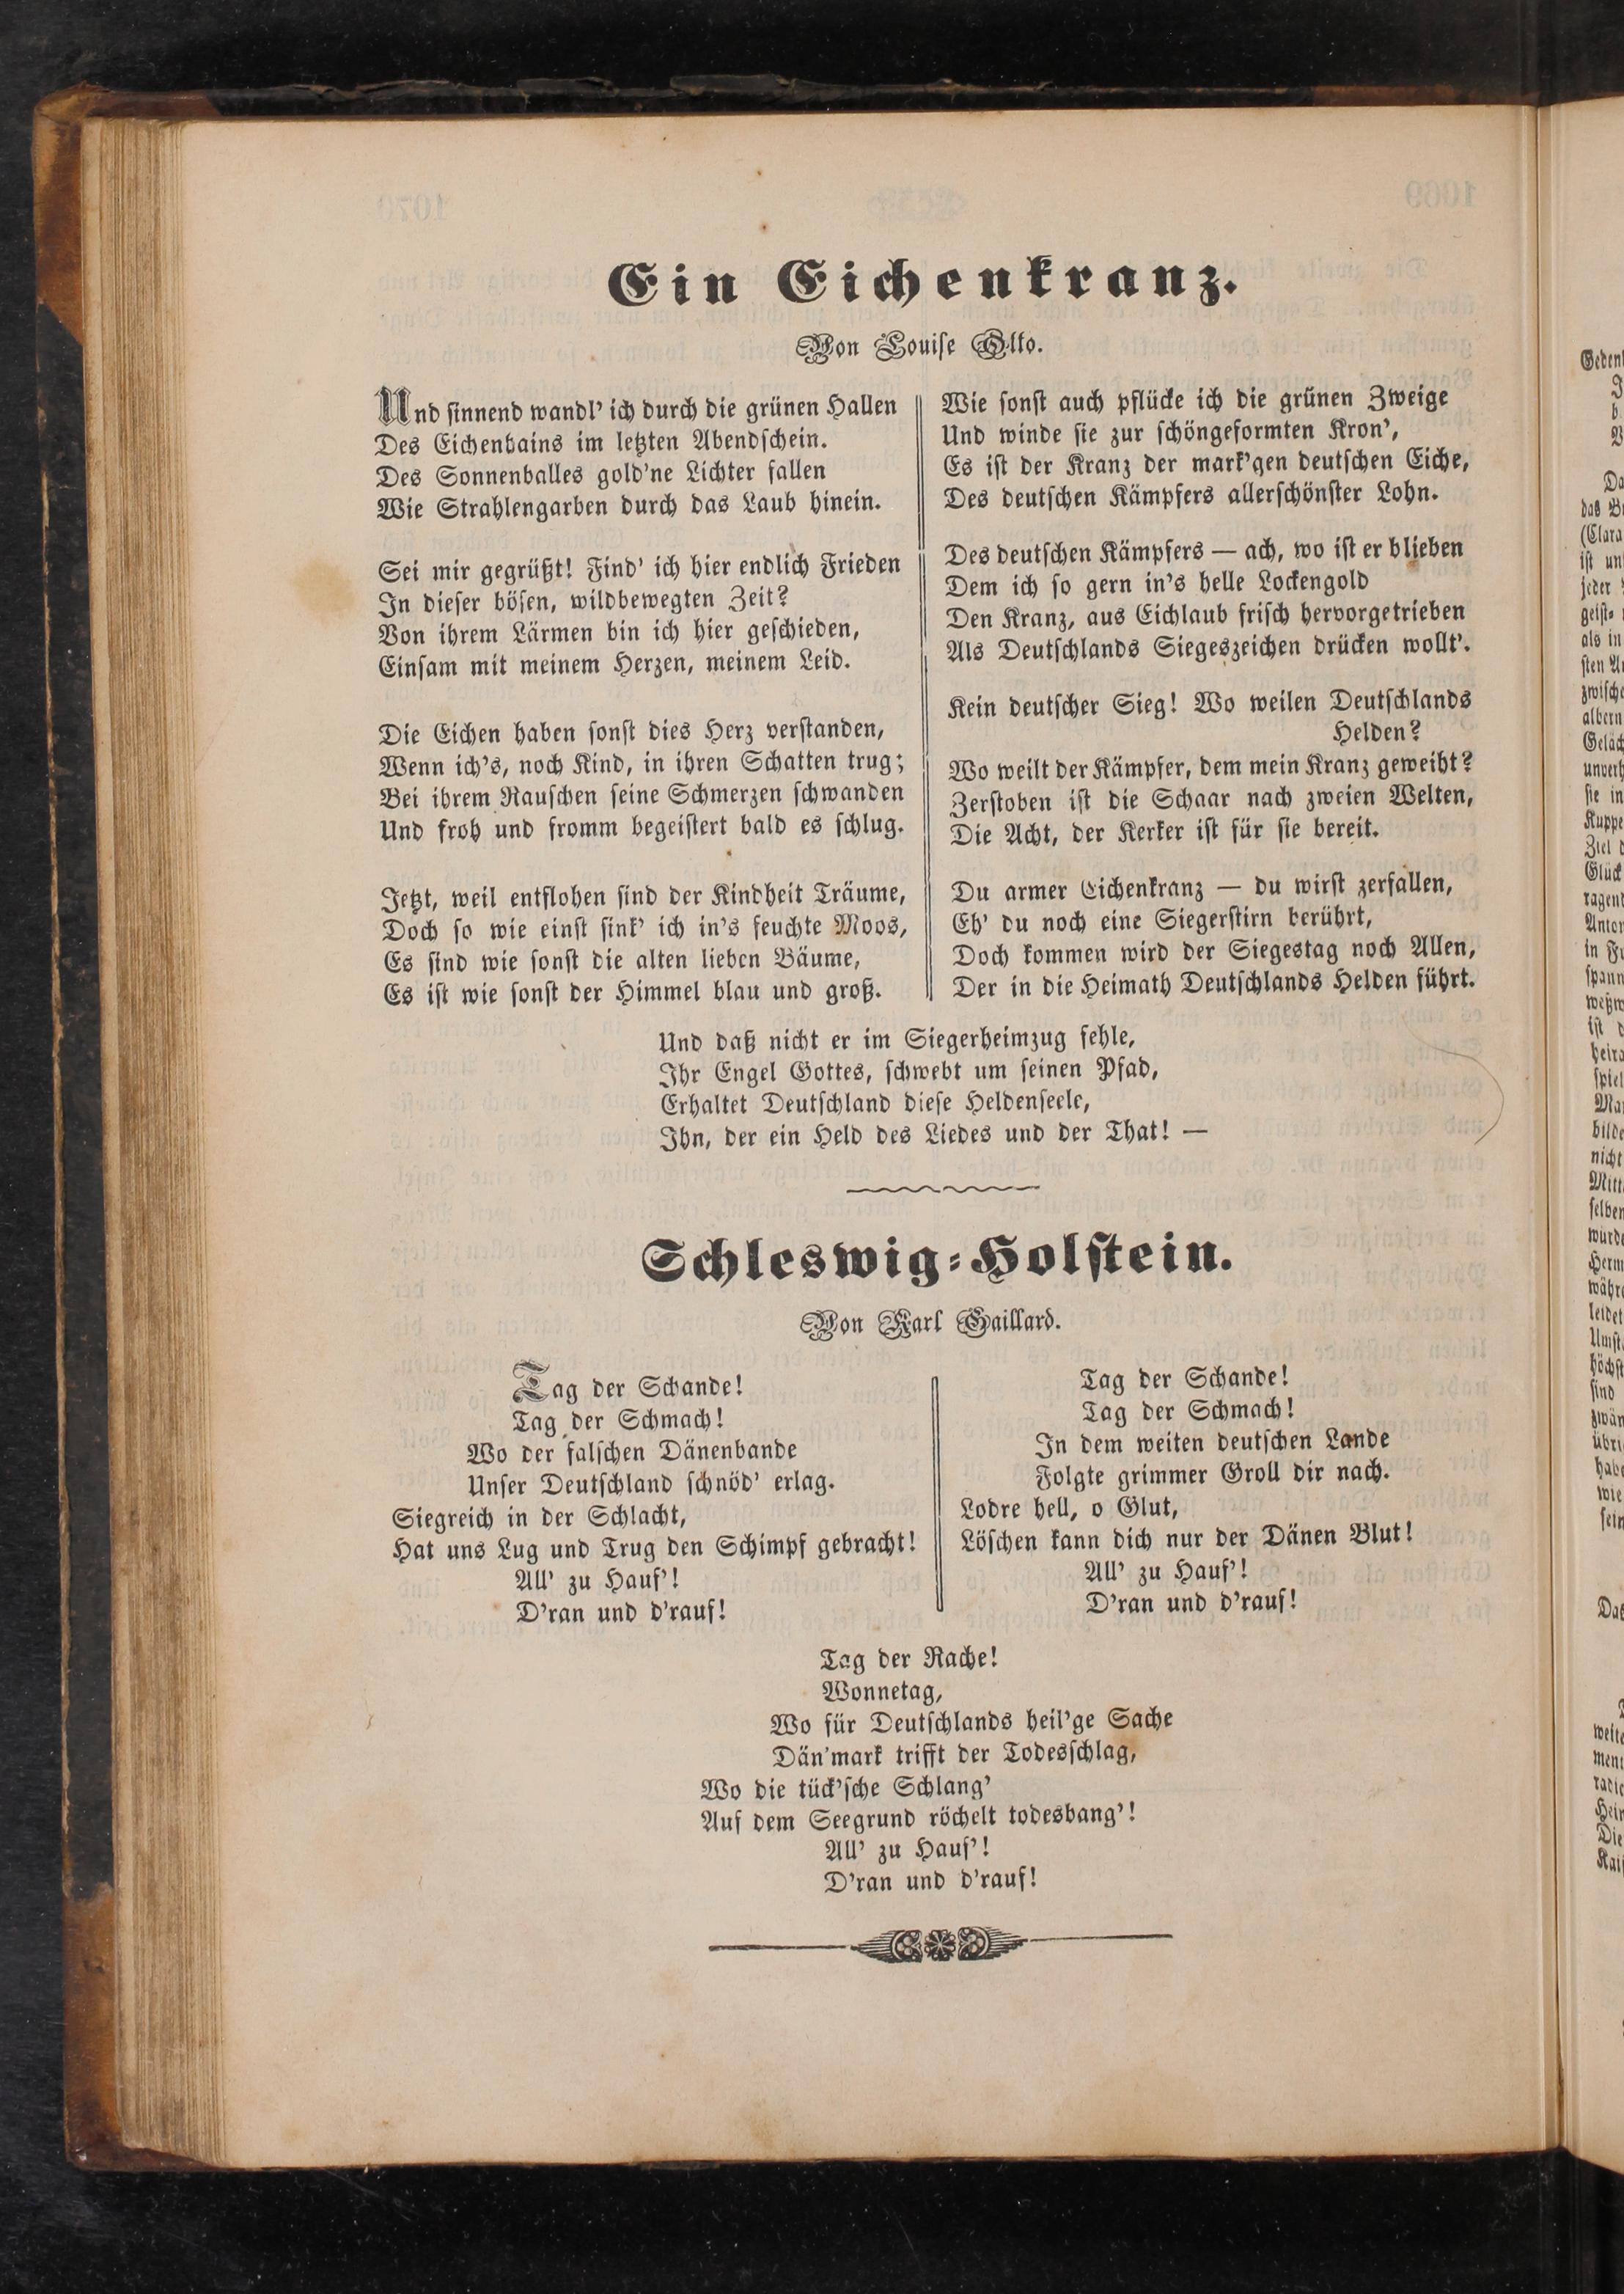 Ein Eichenkranz.
Von Louise Otto.
Und sinnend wandl' ich durch die grünen Hallen
Des Eichenhains im letzten Abendschein.
Des Sonnenballes gold'ne Lichter fallen
Wie Strahlengarben durch das Laub hinein.
Sei mir gegrüßt! Find' ich hier endlich Frieden
In dieser bösen, wildbewegten Zeit?
Von ihrem Lärmen bin ich hier geschieden,
Einsam mit meinem Herzen, meinem Leid.
Die Eichen haben sonst dies Herz verstanden,
Wenn ich's, noch Kind, in ihren Schatten trug;
Bei ihrem Rauschen seine Schmerzen schwanden
Und froh und fromm begeistert bald es schlug.
Jetzt, weil entflohen sind der Kindheit Träume,
Doch so wie einst sink' ich in's feuchte Moos,
Es sind wie sonst die alten lieben Bäume,
Es ist wie sonst der Himmel blau und groß.
Wie sonst auch pflücke ich die grünen Zweige
Und winde sie zur schöngeformten Kron',
Es ist der Kranz der mark'gen deutschen Eiche,
Des deutschen Kämpfers allerschönster Lohn.
Des deutschen Kämpfers — ach, wo ist er blieben
Dem ich so gern in's helle Lockengold
Den Kranz, aus Eichlaub frisch hervorgetrieben
Als Deutschlands Siegeszeichen drücken wollt'.
Kein deutscher Sieg! Wo weilen Deutschlands
Helden?
Wo weilt der Kämpfer, dem mein Kranz geweiht?
Zerstoben ist die Schaar nach zweien Welten,
Die Acht, der Kerker ist für sie bereit.
Du armer Eichenkranz — du wirst zerfallen,
Eh' du noch eine Siegerstirn berührt,
Doch kommen wird der Siegestag noch Allen,
Der in die Heimath Deutschlands Helden führt.
Und daß nicht er im Siegerheimzug fehle,
Ihr Engel Gottes, schwebt um seinen Pfad,
Erhaltet Deutschland diese Heldenseele,
Ihn, der ein Held des Liedes und der That! —
Schleswig-Holstein.
Von Karl Gaillard.
Tag der Schande!
Tag der Schmach!
Wo der falschen Dänenbande
Unser Deutschland schnöd' erlag.
Siegreich in der Schlacht,
Hat uns Lug und Trug den Schimpf gebracht!
All' zu Hauf'!
D'ran und d'rauf!
Tag der Schande!
Tag der Schmach!
In dem weiten deutschen Lande
Folgte grimmer Groll dir nach.
Lodre hell, o Glut,
Löschen kann dich nur der Dänen Blut!
All' zu Hauf'!
D'ran und d'rauf!
Tag der Rache!
Wonnetag,
Wo für Deutschlands heil'ge Sache
Dän'mark trifft der Todesschlag,
Wo die tück'sche Schlang'
Auf dem Seegrund röchelt todesbang'!
All' zu Hauf'!
D'ran und d'rauf!